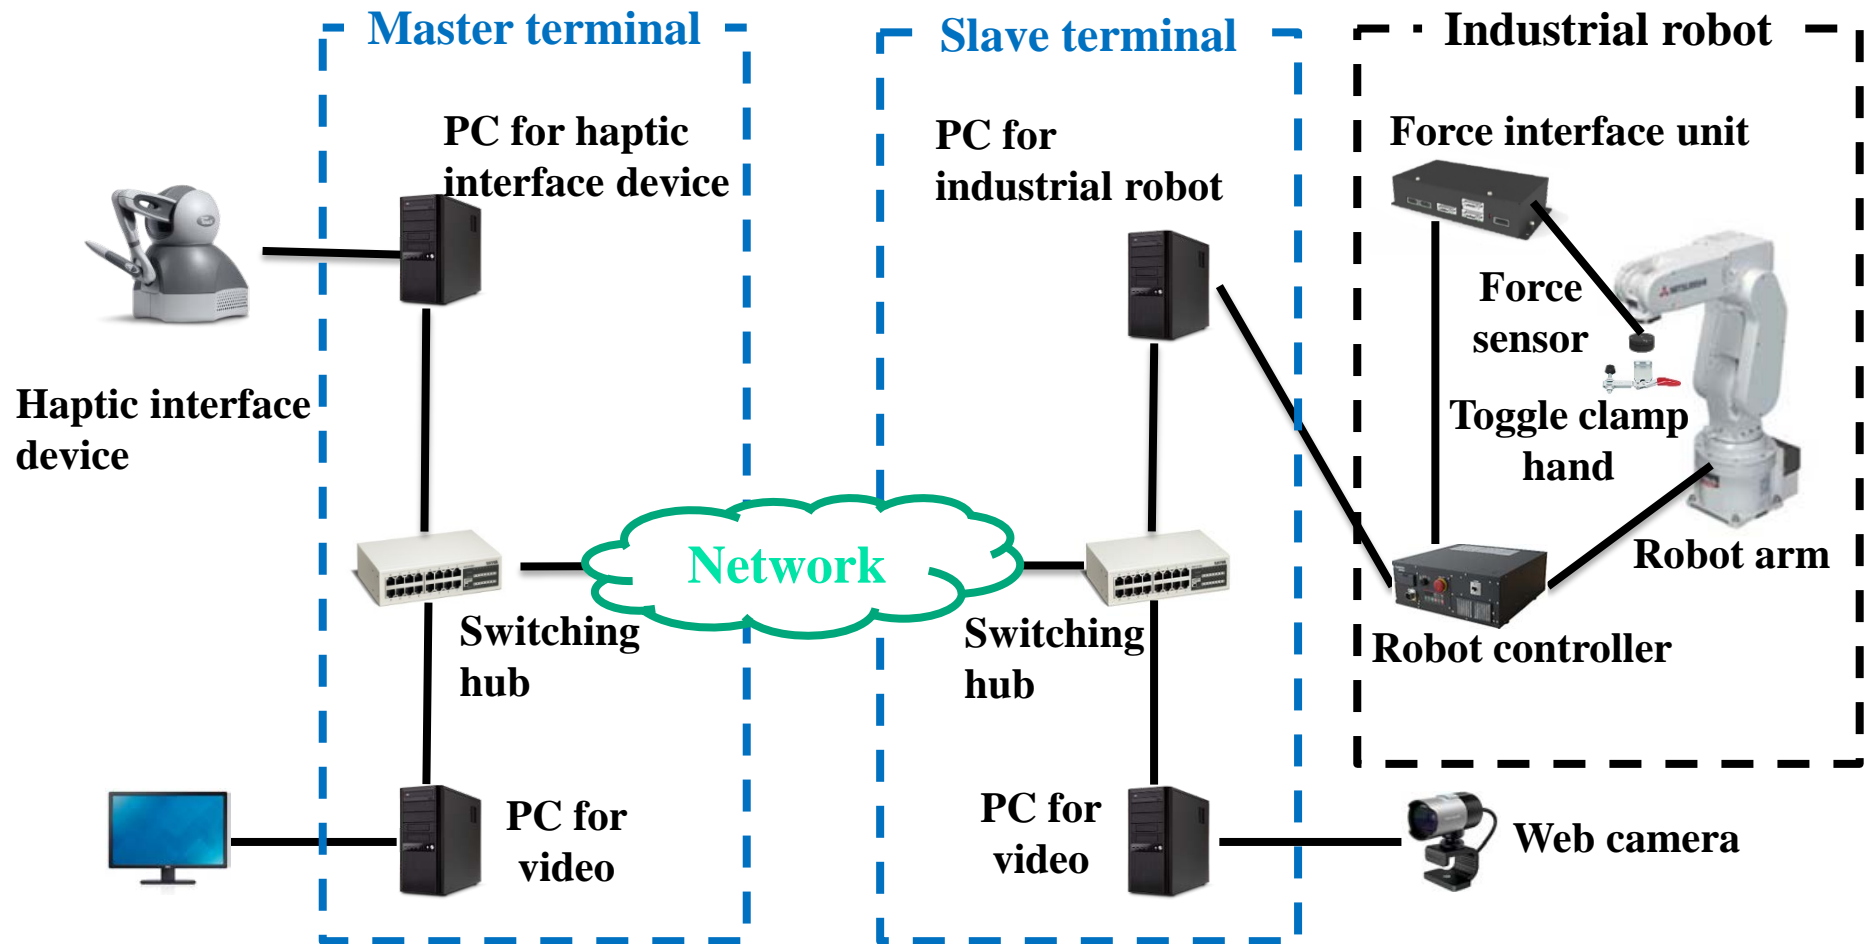 Master terminal
Slave terminal
Industrial robot
PC for haptic
interface device
PC for
industrial robot
Force interface unit
MITSUBISHI
Force
sensor
Haptic interface
device
Toggle clamp
hand
Network
Robot arm
Switching
hub
Switching
hub
Robot controller
PC for
video
PC for
video
Web camera